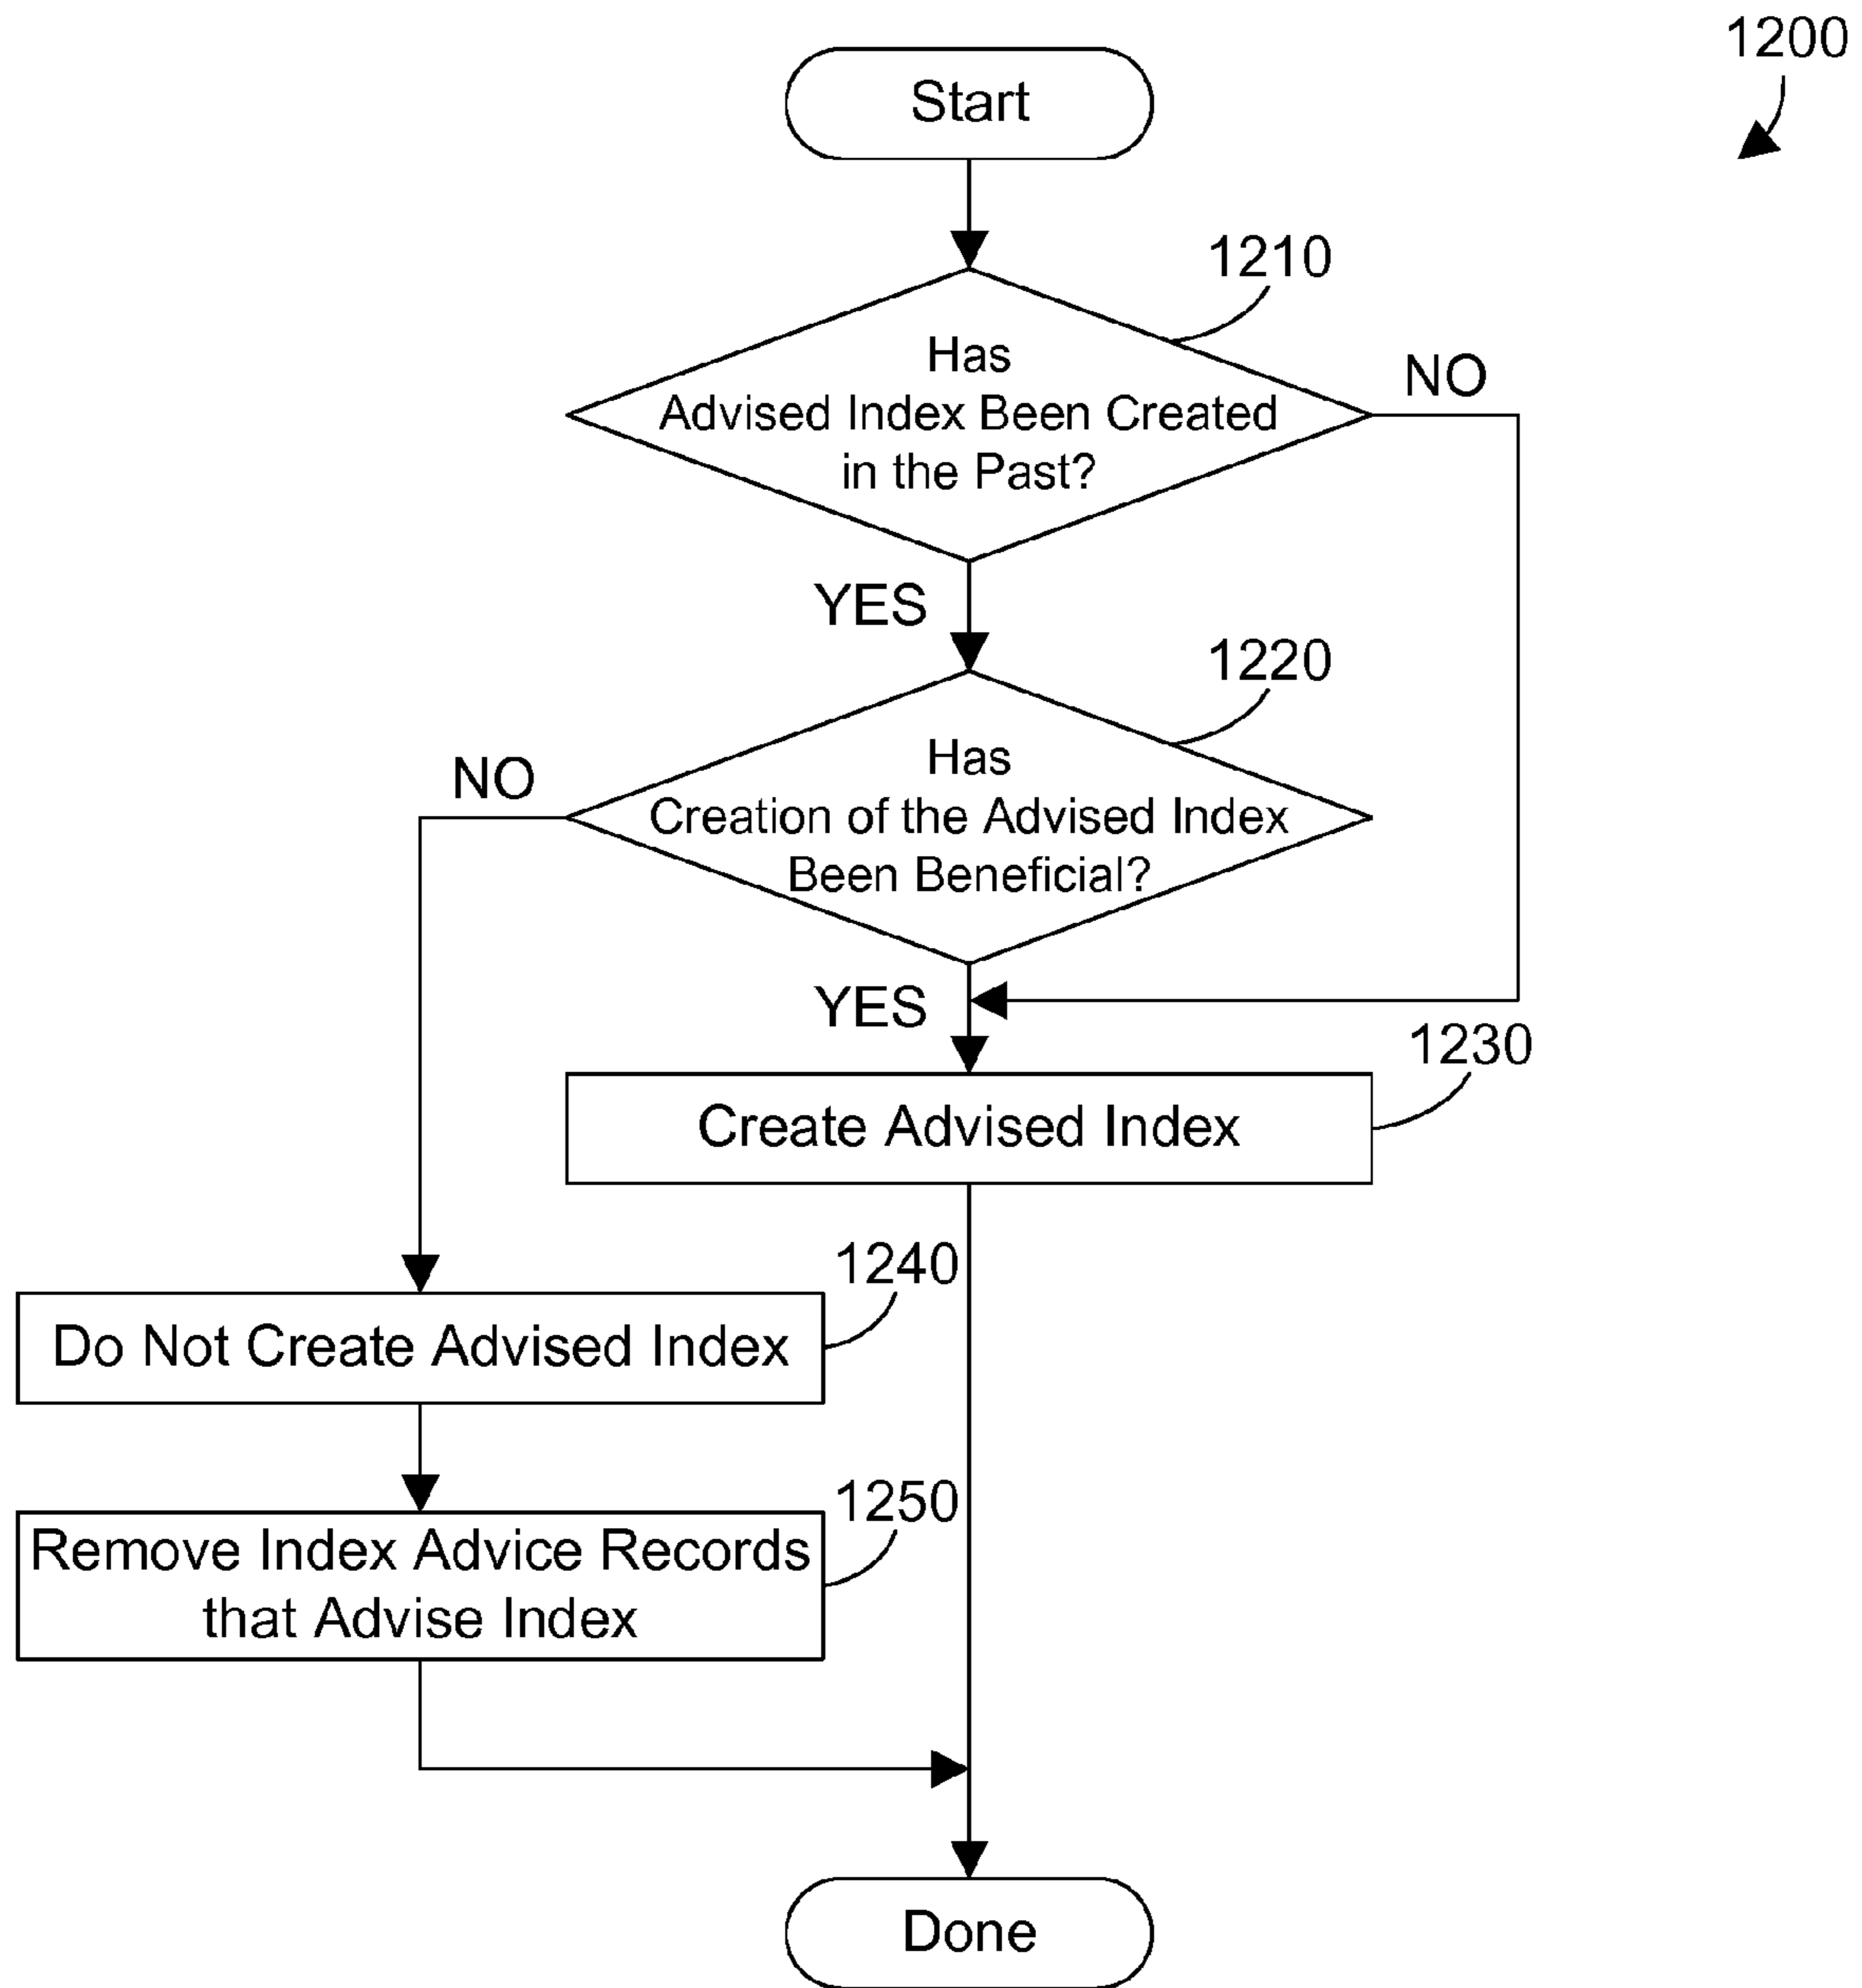 1200
Start
1210
Has
Advised Index Been Created
in the Past?
NO
YES
1220
Has
Creation of the Advised Index
Been Beneficial?
NO
YES
1230
Create Advised Index
1240
Do Not Create Advised Index
1250
Remove Index Advice Records
that Advise Index
Done